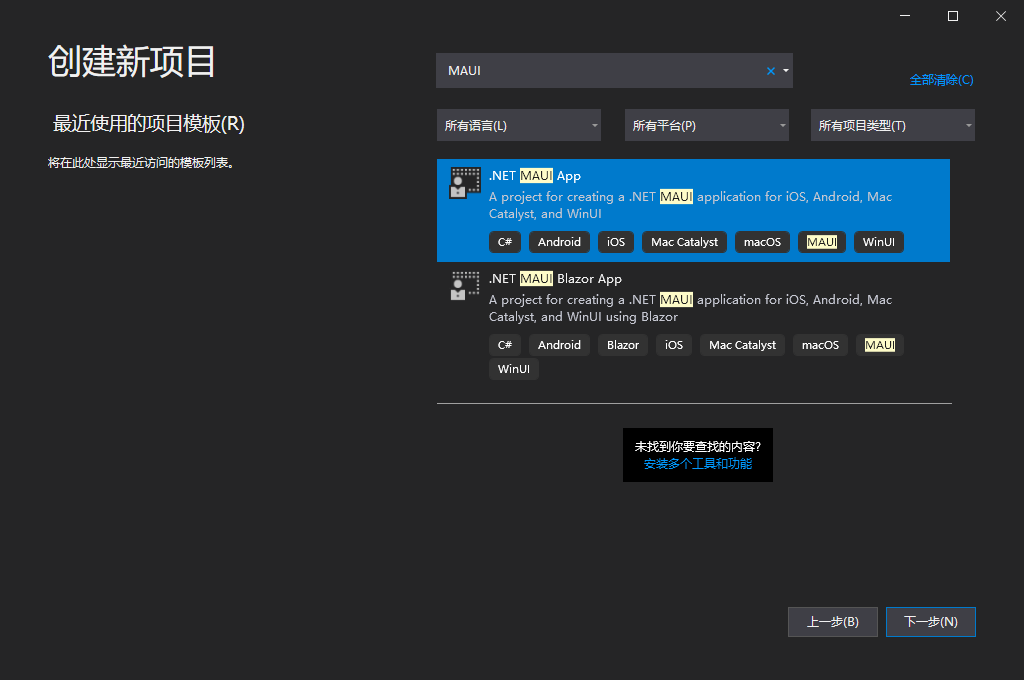 创建新项目
最近使用的项目模板(R)
将在此处显示最近访问的模板列表。
MAUI
全部清除(C)
所有语言(L) 所有平台(P) 所有项目类型(T)
.NET MAUI App
A project for creating a .NET MAUI application for iOS, Android, Mac
Catalyst, and WinUI
C# Android iOS Mac Catalyst macOS MAUI WinUI
.NET MAUI Blazor App
A project for creating a .NET MAUI application for iOS, Android, Mac
Catalyst, and WinUI using Blazor
C# Android Blazor iOS Mac Catalyst macOS MAUI
WinUI
未找到你要查找的内容?
安装多个工具和功能
上一步(B) 下一步(N)